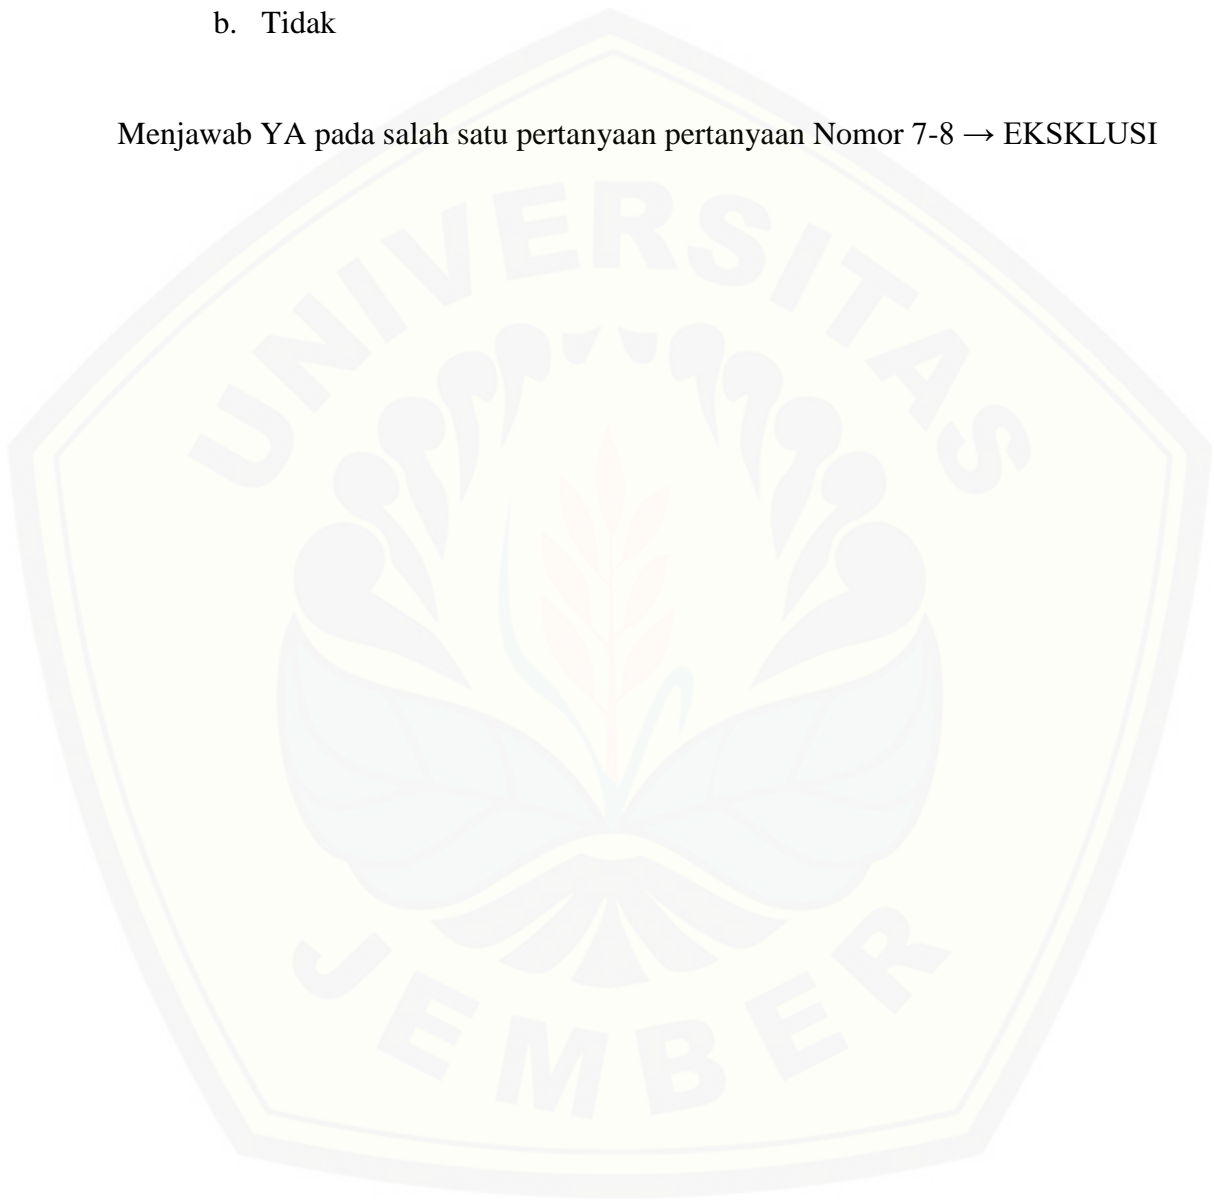 b. Tidak
Menjawab YA pada salah satu pertanyaan pertanyaan Nomor 7-8 → EKSKLUSI
UNIVERSITAS
JEMBER